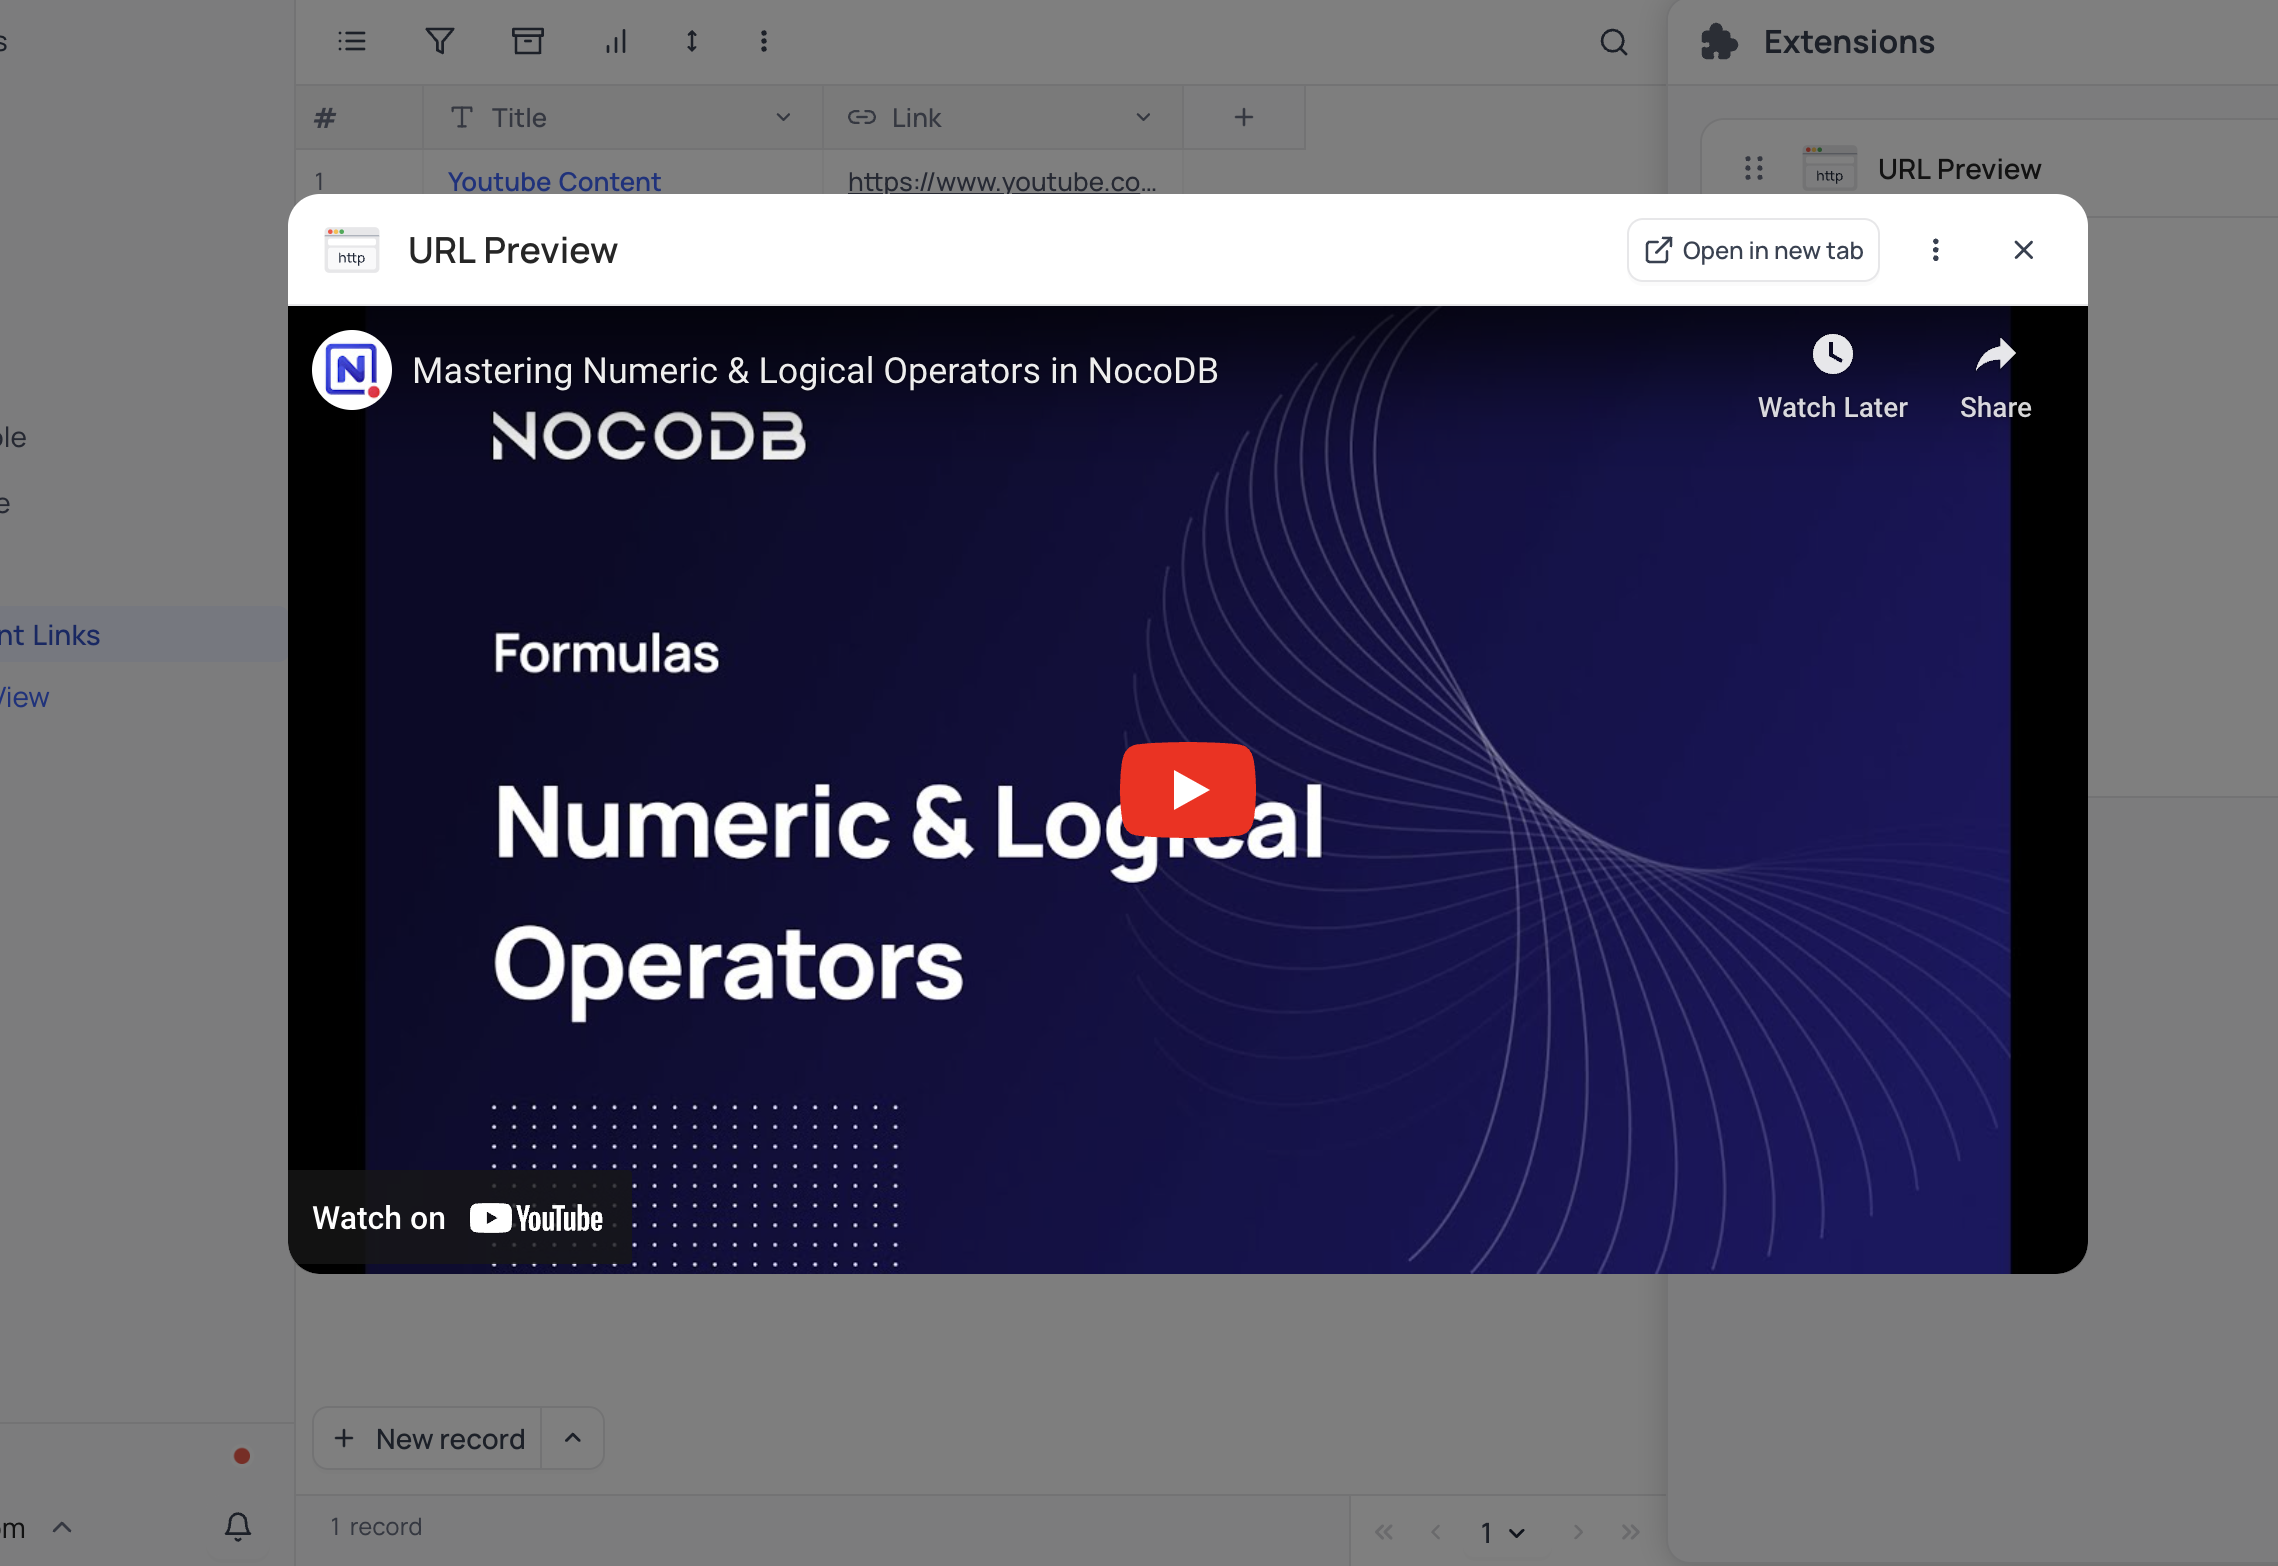 s
Extensions
# Title Link
1 Youtube Content https://www.youtube.co...
http URL Preview
http URL Preview Open in new tab
N Mastering Numeric & Logical Operators in NocoDB
Watch Later Share
NOCODB
le
e
Formulas
nt Links
View
Numeric & Logical
Operators
Watch on YouTube
New record
om
1 record
1